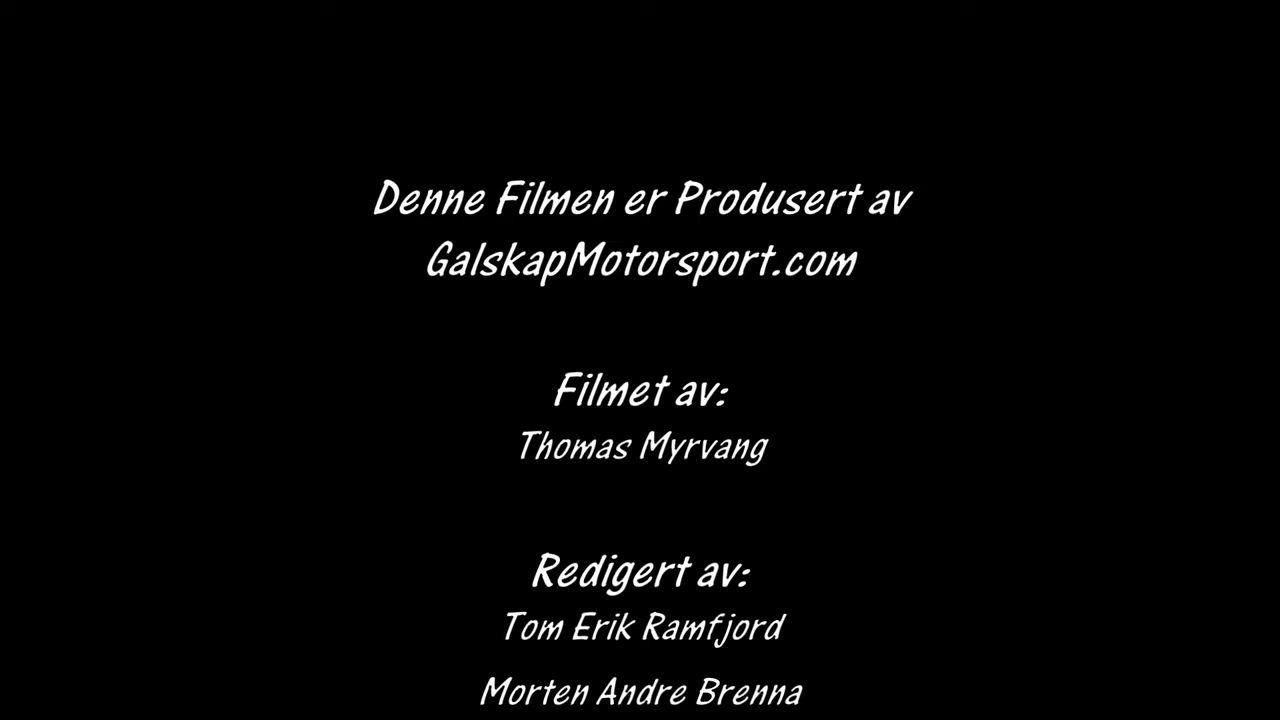 Denne Filmen er Produsert av
GalskapMotorsport.com
Filmet av:
Thomas Myrvang
Redigert av:
Tom Erik Ramfjord
Morten Andre Brenna